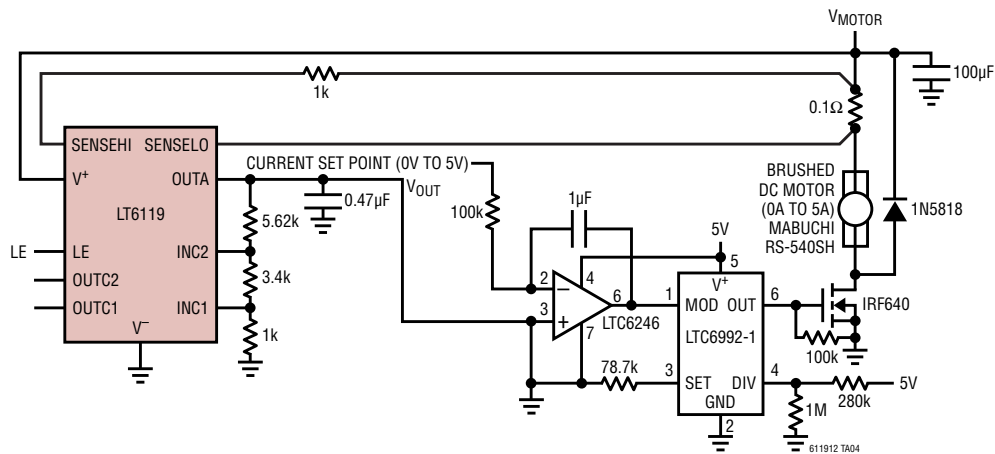 VMOTOR
100µF
1k
0.1Ω
SENSEHI SENSELO
V+ OUTA
LT6119
LE LE INC2
OUTC2
OUTC1 INC1
V−
CURRENT SET POINT (0V TO 5V)
VOUT
0.47µF
5.62k
3.4k
1k
100k
1µF
2 −
3 +
4
6
7
LTC6246
5V
5
V+
1 MOD OUT 6
LTC6992-1
3 SET DIV 4
GND
2
78.7k
BRUSHED
DC MOTOR
(0A TO 5A)
MABUCHI
RS-540SH
1N5818
IRF640
100k
280k
5V
1M
611912 TA04